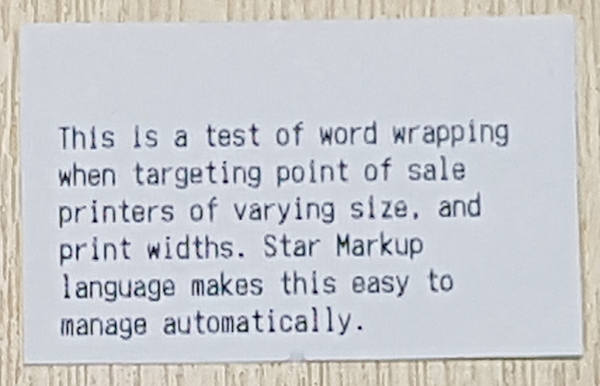 This is a test of word wrapping
when targeting point of sale
printers of varying size, and
print widths. Star Markup
language makes this easy to
manage automatically.